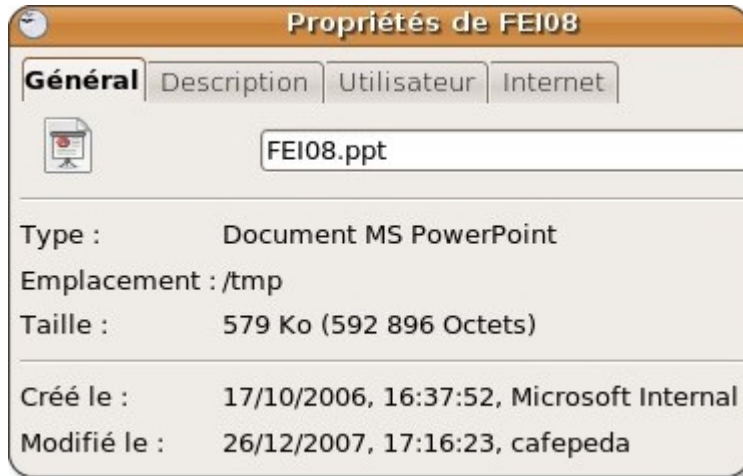 Propriétés de FEI08
Général Description Utilisateur Internet
FEI08.ppt
Type : Document MS PowerPoint
Emplacement : /tmp
Taille : 579 Ko (592 896 Octets)
Créé le : 17/10/2006, 16:37:52, Microsoft Internal
Modifié le : 26/12/2007, 17:16:23, cafepeda